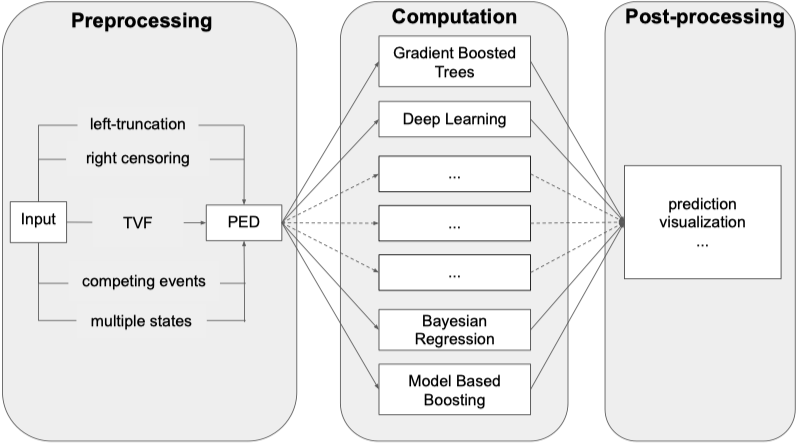 Preprocessing
left-truncation
right censoring
Input
TVF
PED
competing events
multiple states
Computation
Gradient Boosted
Trees
Deep Learning
...
...
...
Bayesian
Regression
Model Based
Boosting
Post-processing
prediction
visualization
...